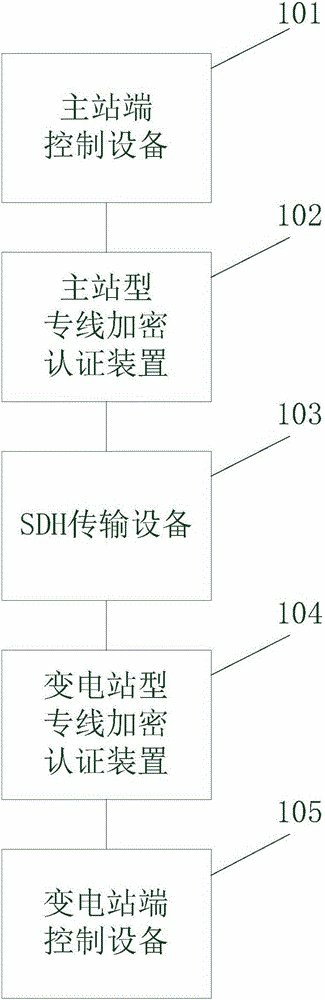 101
主站端
控制设备
102
主站型
专线加密
认证装置
103
SDH传输设备
104
变电站型
专线加密
认证装置
105
变电站端
控制设备